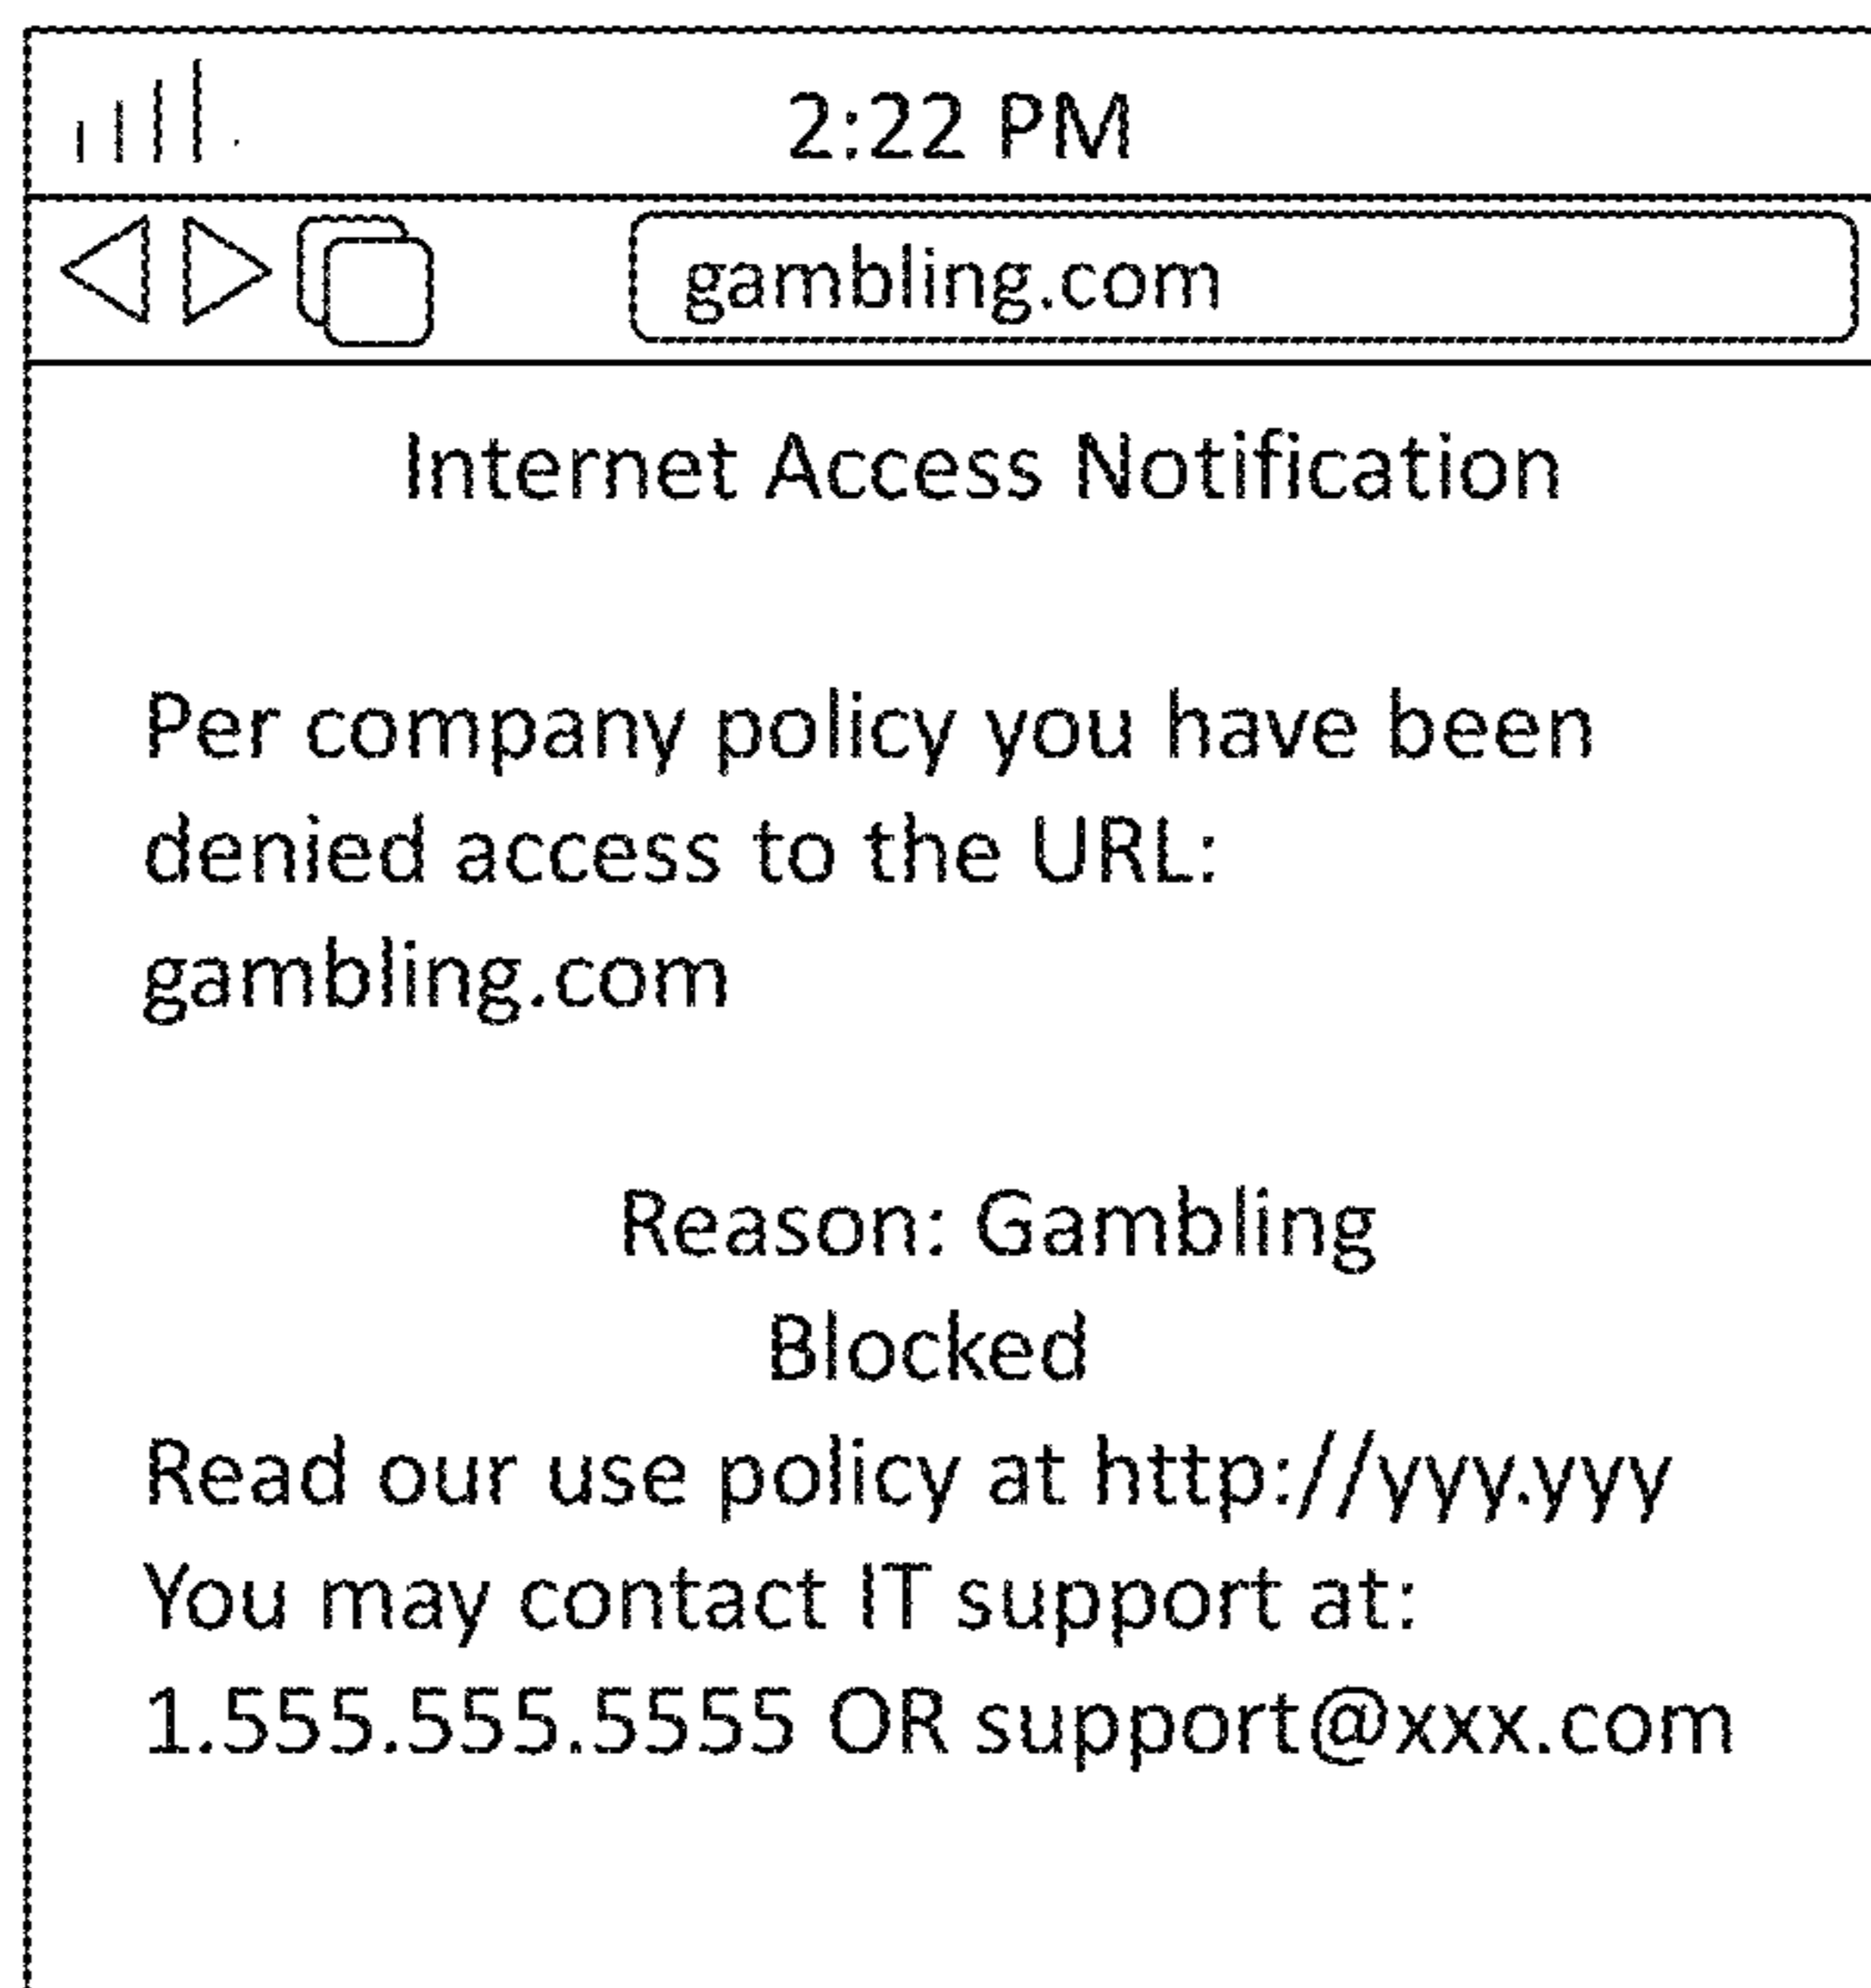 2:22 PM
gambling.com
Internet Access Notification
Per company policy you have been
denied access to the URL:
gambling.com
Reason: Gambling
Blocked
Read our use policy at http://yyy.yyy
You may contact IT support at:
1.555.555.5555 OR support@xxx.com